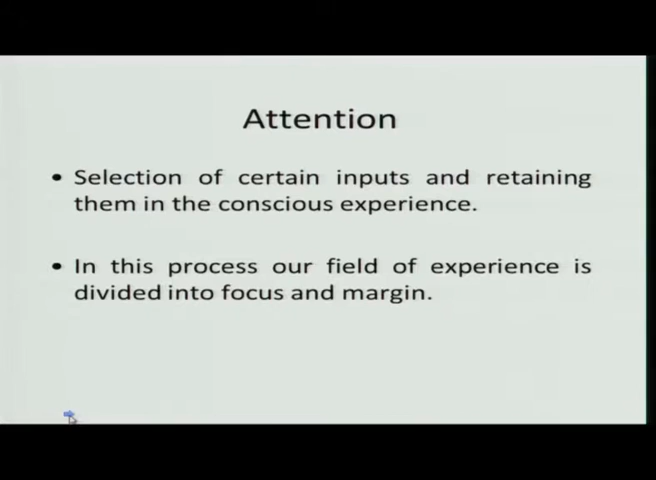 Attention
• Selection of certain inputs and retaining
them in the conscious experience.
• In this process our field of experience is
divided into focus and margin.